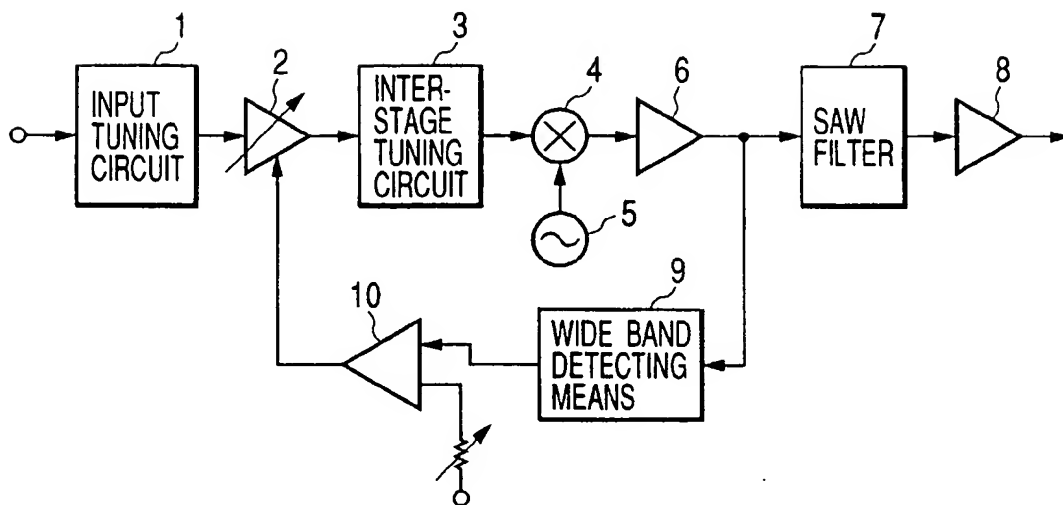 1
INPUT
TUNING
CIRCUIT
2
3
INTER-
STAGE
TUNING
CIRCUIT
4
5
6
7
SAW
FILTER
8
9
WIDE BAND
DETECTING
MEANS
10